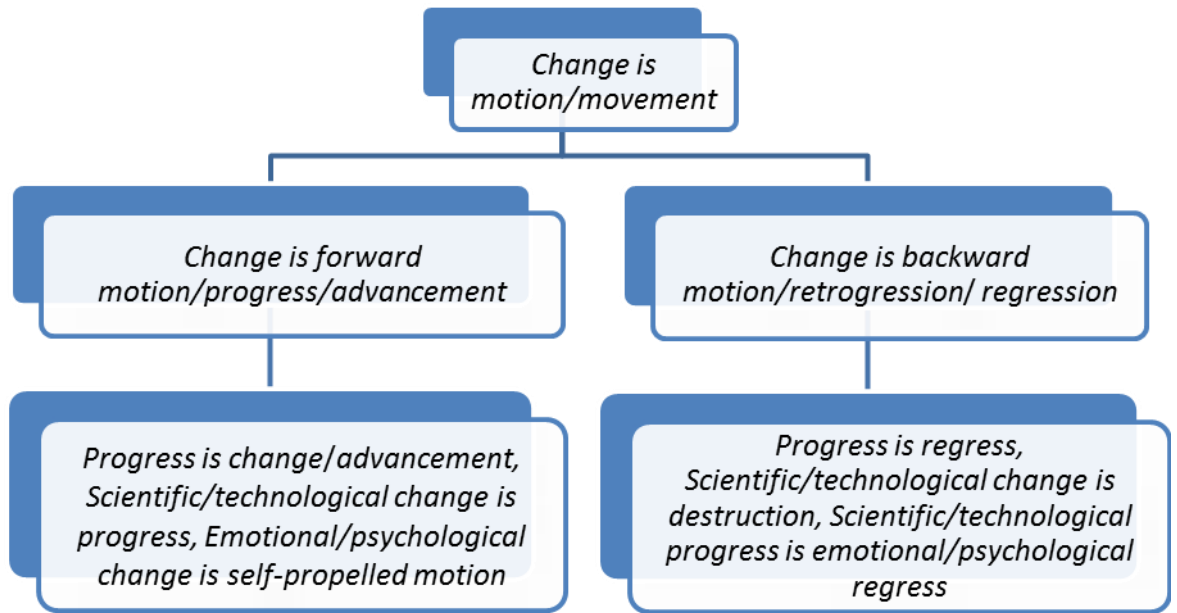 Change is
motion/movement
Change is forward
motion/progress/advancement
Change is backward
motion/retrogression/ regression
Progress is change/advancement,
Scientific/technological change is
progress, Emotional/psychological
change is self-propelled motion
Progress is regress,
Scientific/technological change is
destruction, Scientific/technological
progress is emotional/psychological
regress